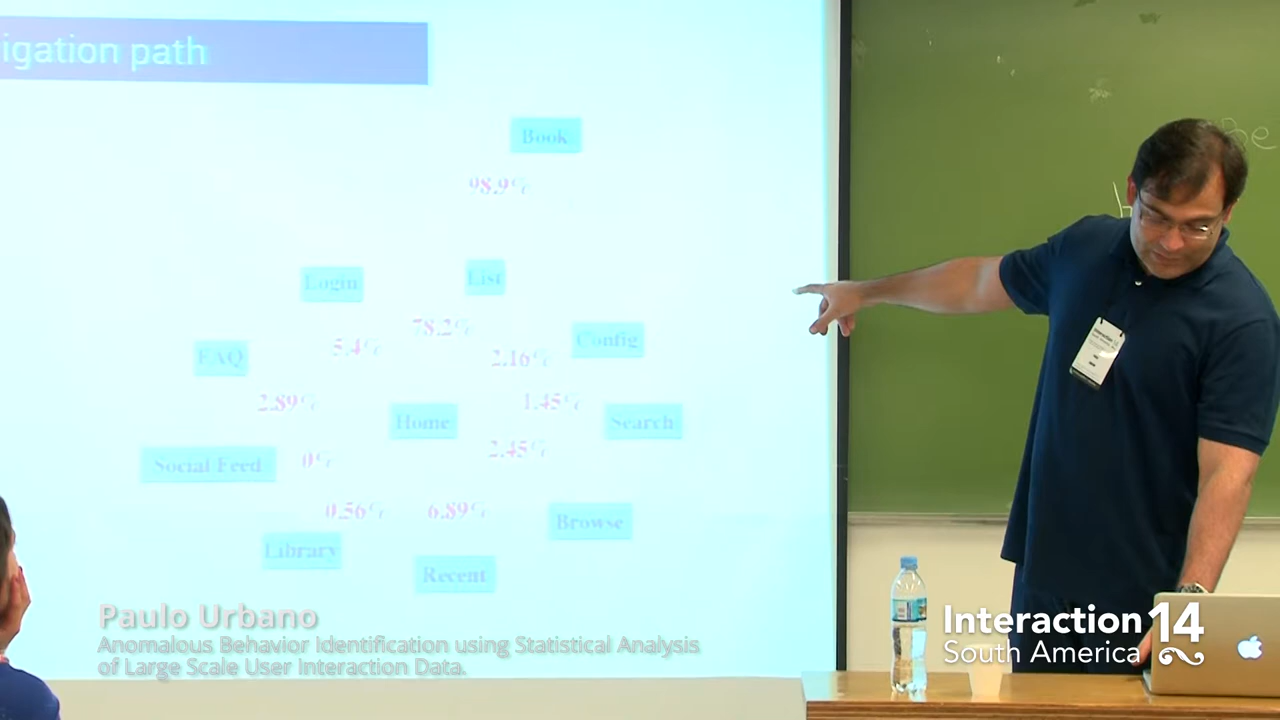 igation path
Book
98.9%
Login
List
78.2%
5.4%
Config
2.16%
FAQ
2.89%
1.45%
Home
Search
2.45%
Social Feed
0%
0.56%
6.89%
Browse
Library
Recent
Paulo Urbano
Anomalous Behavior Identification using Statistical Analysis
of Large Scale User Interaction Data.
Interaction 14
South America